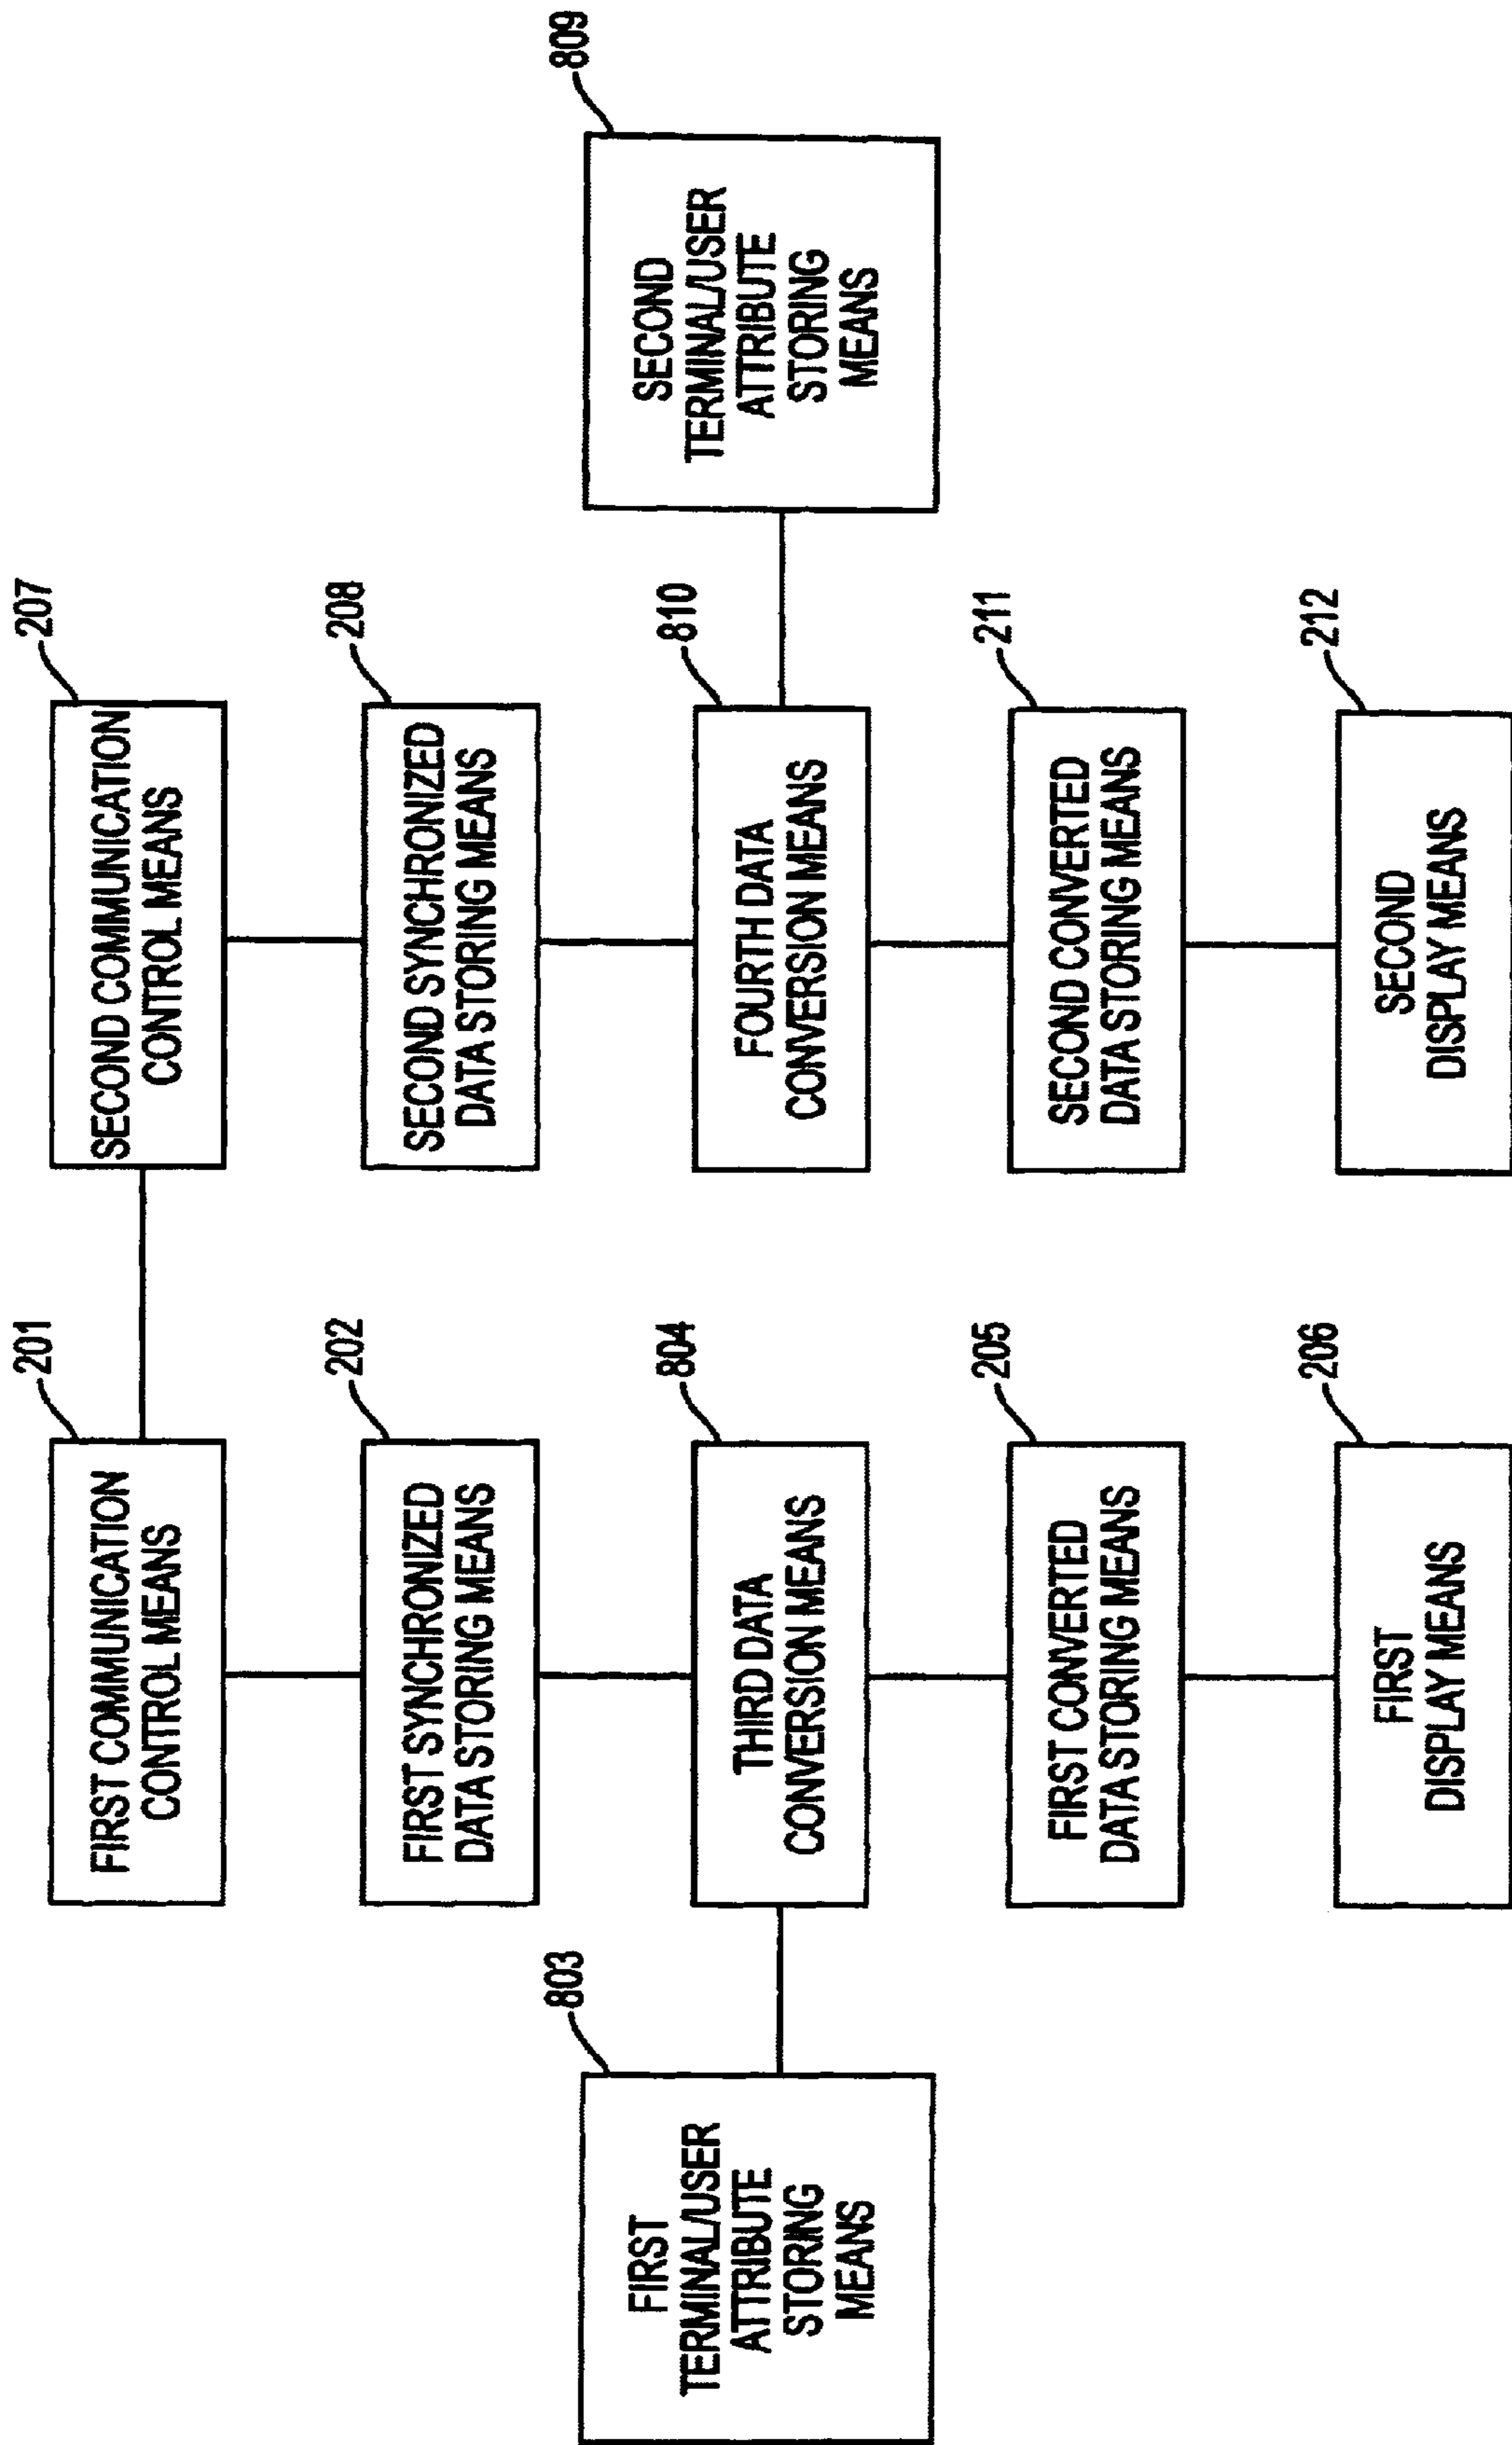 201
FIRST COMMUNICATION
CONTROL MEANS
207
SECOND COMMUNICATION
CONTROL MEANS
202
FIRST SYNCHRONIZED
DATA STORING MEANS
208
SECOND SYNCHRONIZED
DATA STORING MEANS
803
FIRST
TERMINAL/USER
ATTRIBUTE
STORING
MEANS
804
THIRD DATA
CONVERSION MEANS
810
FOURTH DATA
CONVERSION MEANS
809
SECOND
TERMINAL/USER
ATTRIBUTE
STORING
MEANS
205
FIRST CONVERTED
DATA STORING MEANS
211
SECOND CONVERTED
DATA STORING MEANS
206
FIRST
DISPLAY MEANS
212
SECOND
DISPLAY MEANS